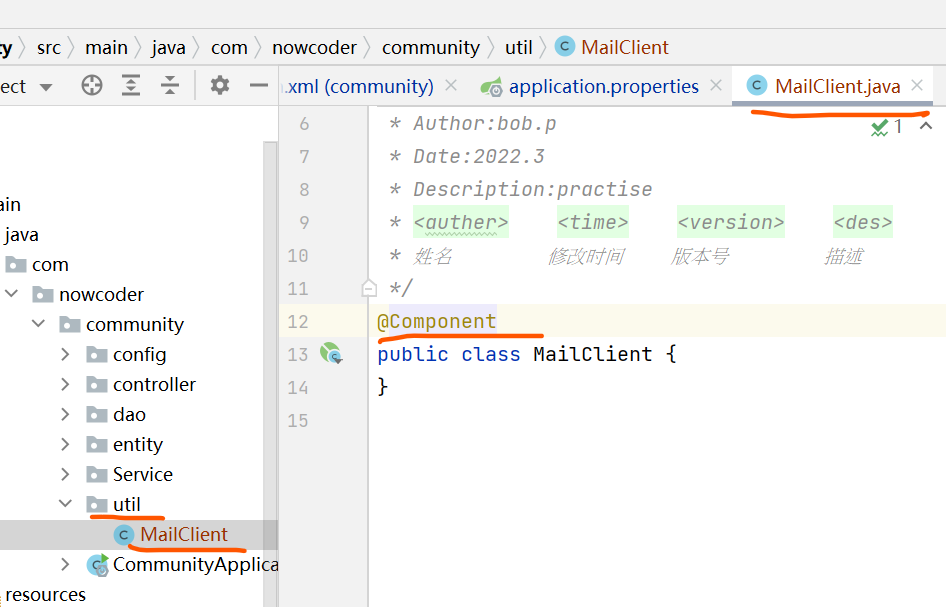 ty src main java com nowcoder community util MailClient
ect .xml (community) application.properties MailClient.java
6 * Author:bob.p 1
7 * Date:2022.3
8 * Description:practise
9 * <auther> <time> <version> <des>
10 * 姓名 修改时间 版本号 描述
11 */
12 @Component
13 public class MailClient {
14 }
15
ain
java
com
nowcoder
community
config
controller
dao
entity
Service
util
MailClient
CommunityApplica
resources